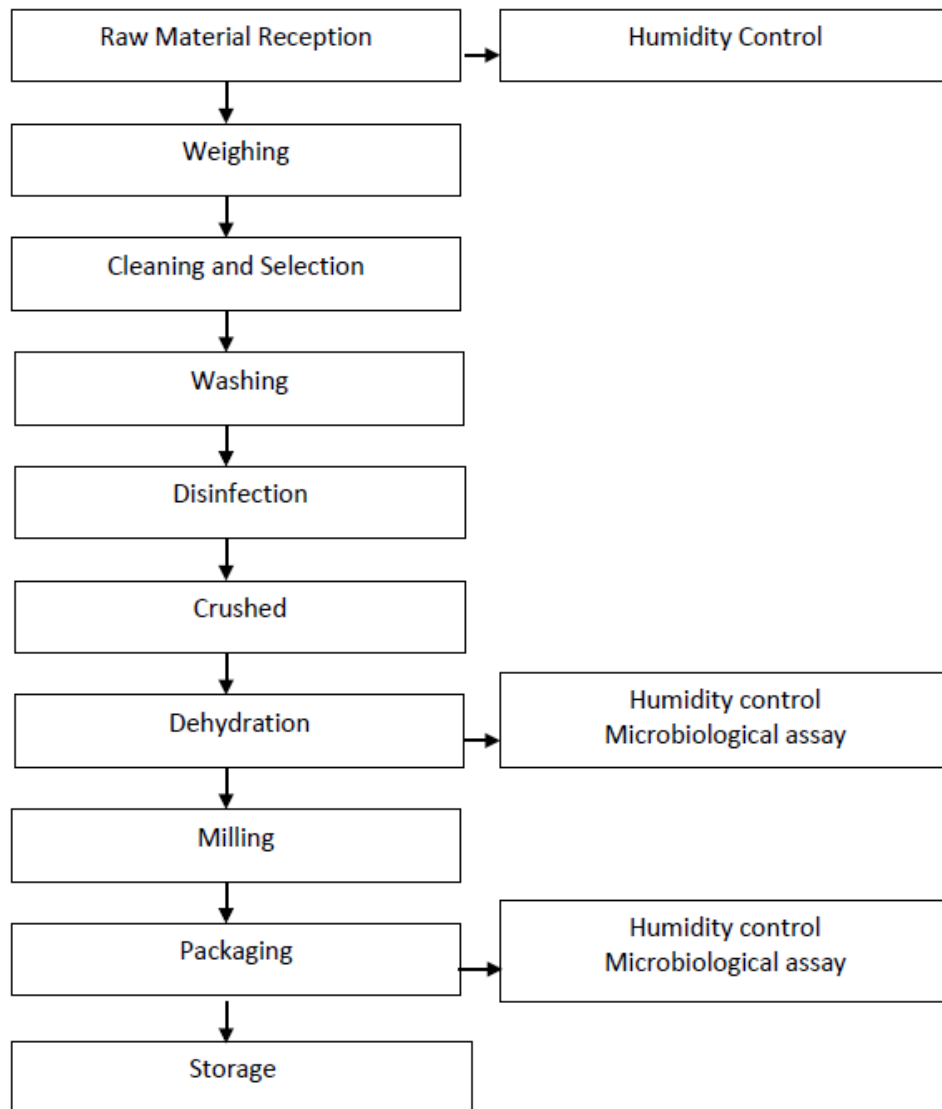 Raw Material Reception
Humidity Control
Weighing
Cleaning and Selection
Washing
Disinfection
Crushed
Dehydration
Humidity control
Microbiological assay
Milling
Packaging
Humidity control
Microbiological assay
Storage